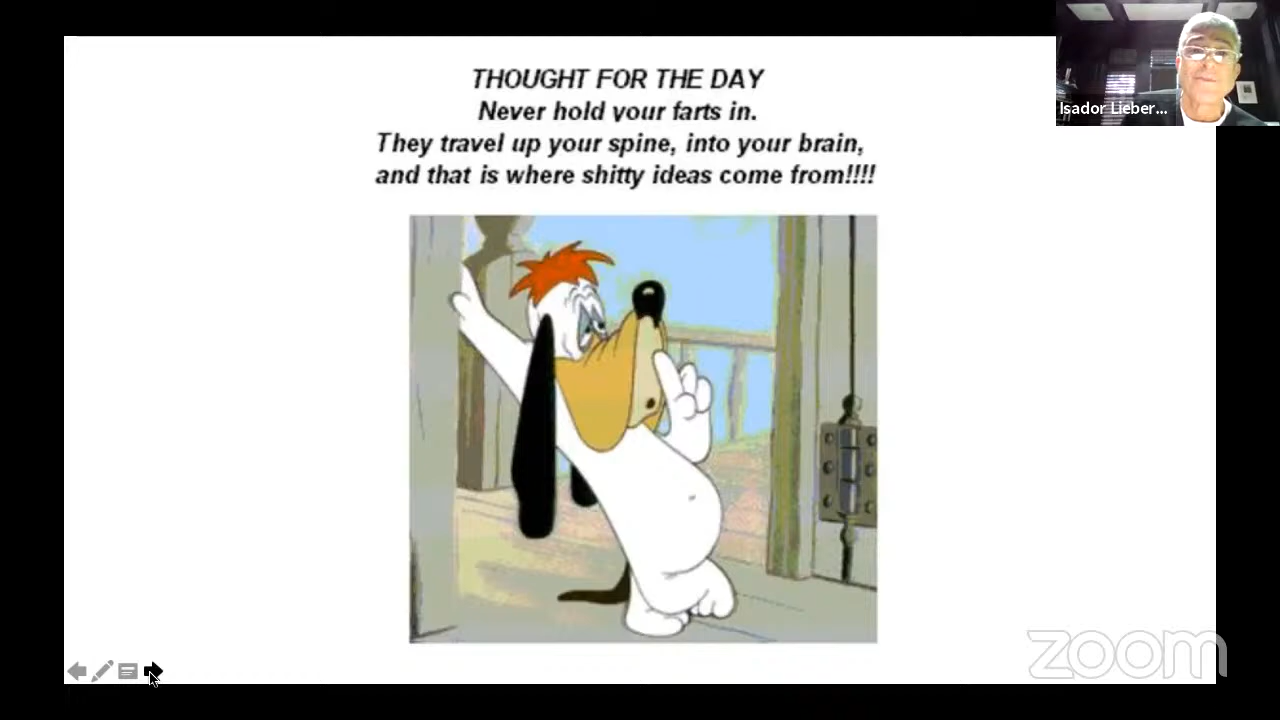 THOUGHT FOR THE DAY
Never hold your farts in.
They travel up your spine, into your brain,
and that is where shitty ideas come from!!!!
Isador Lieber...
zoom